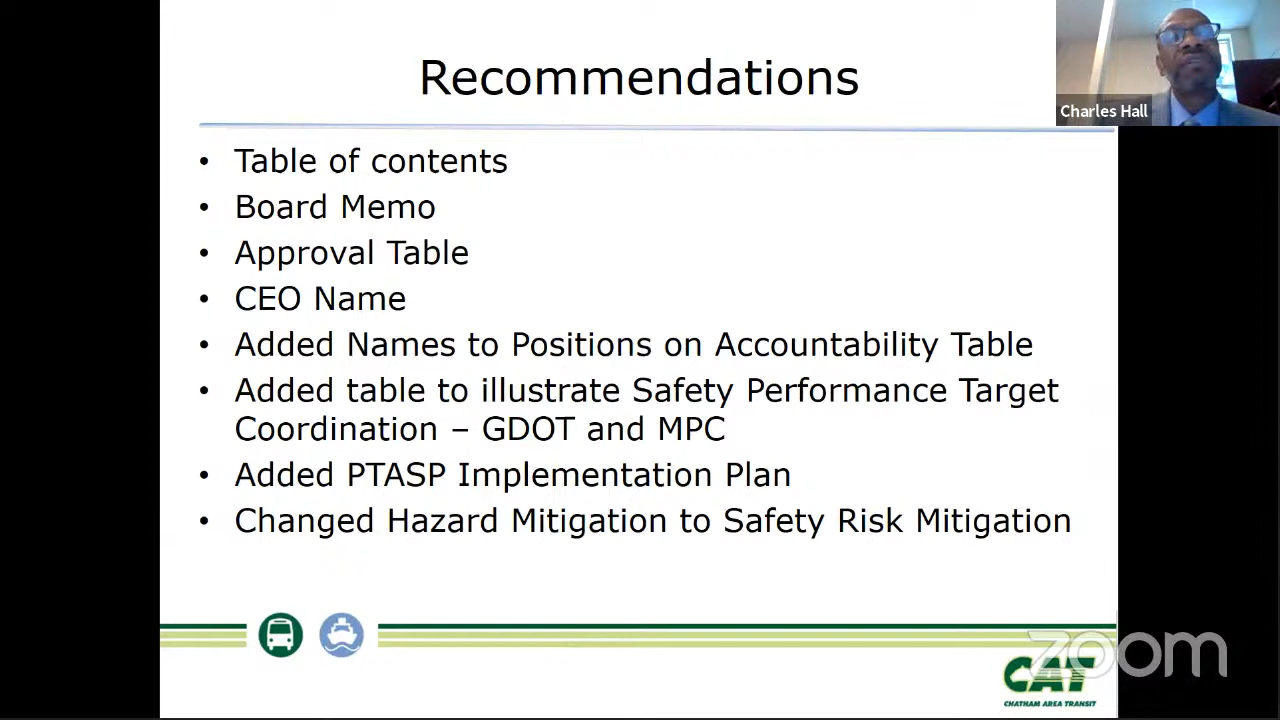 Recommendations
Charles Hall
• Table of contents
• Board Memo
• Approval Table
• CEO Name
• Added Names to Positions on Accountability Table
• Added table to illustrate Safety Performance Target
Coordination – GDOT and MPC
• Added PTASP Implementation Plan
• Changed Hazard Mitigation to Safety Risk Mitigation
zoom
CAT
CHATHAM AREA TRANSIT